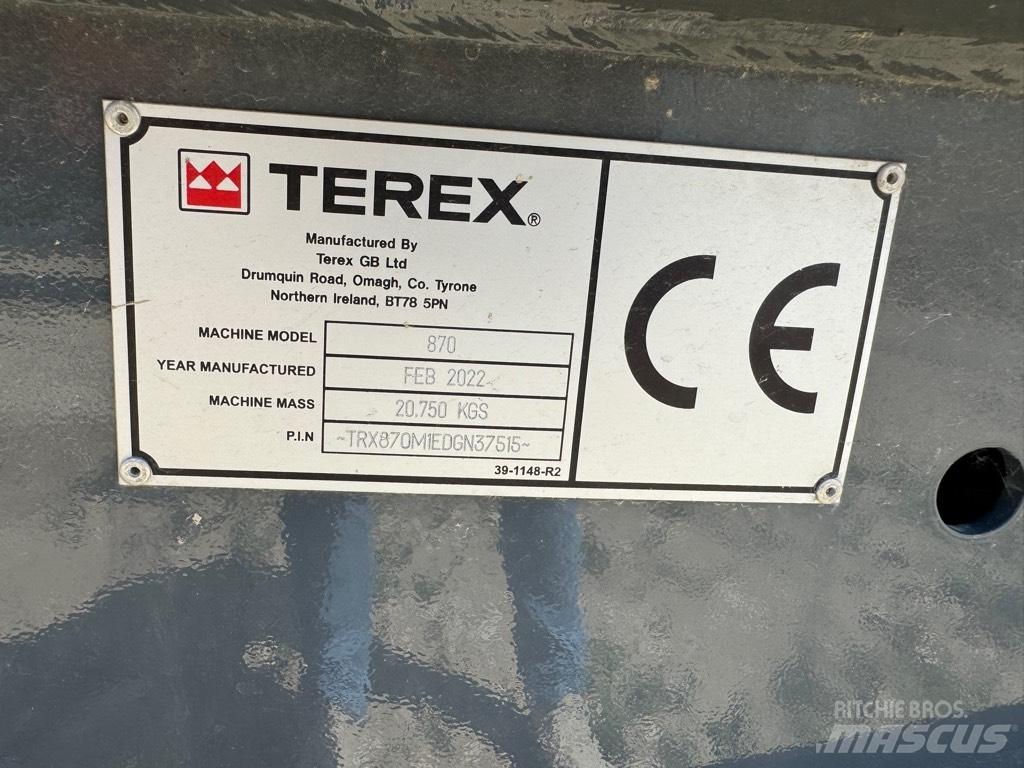 TEREX®
Manufactured By
Terex GB Ltd
Drumquin Road, Omagh, Co. Tyrone
Northern Ireland, BT78 5PN
MACHINE MODEL 870
YEAR MANUFACTURED FEB 2022
MACHINE MASS 20.750 KGS
P.I.N ~TRX870M1EDGN37515~
39-1148-R2
CE
RITCHIE BROS.
MASCUS